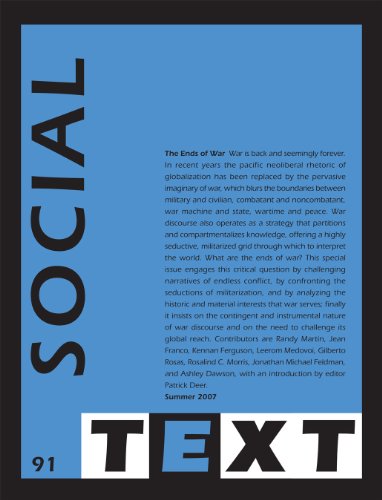 SOCIAL
The Ends of War War is back and seemingly forever.
In recent years the pacific neoliberal rhetoric of
globalization has been replaced by the pervasive
imaginary of war, which blurs the boundaries between
military and civilian, combatant and noncombatant,
war machine and state, wartime and peace. War
discourse also operates as a strategy that partitions
and compartmentalizes knowledge, offering a highly
seductive, militarized grid through which to interpret
the world. What are the ends of war? This special
issue engages this critical question by challenging
narratives of endless conflict, by confronting the
seductions of militarization, and by analyzing the
historic and material interests that war serves; finally
it insists on the contingent and instrumental nature
of war discourse and on the need to challenge its
global reach. Contributors are Randy Martin, Jean
Franco, Kennan Ferguson, Leerom Medovoi, Gilberto
Rosas, Rosalind C. Morris, Jonathan Michael Feldman,
and Ashley Dawson, with an introduction by editor
Patrick Deer.
Summer 2007
91
TEXT